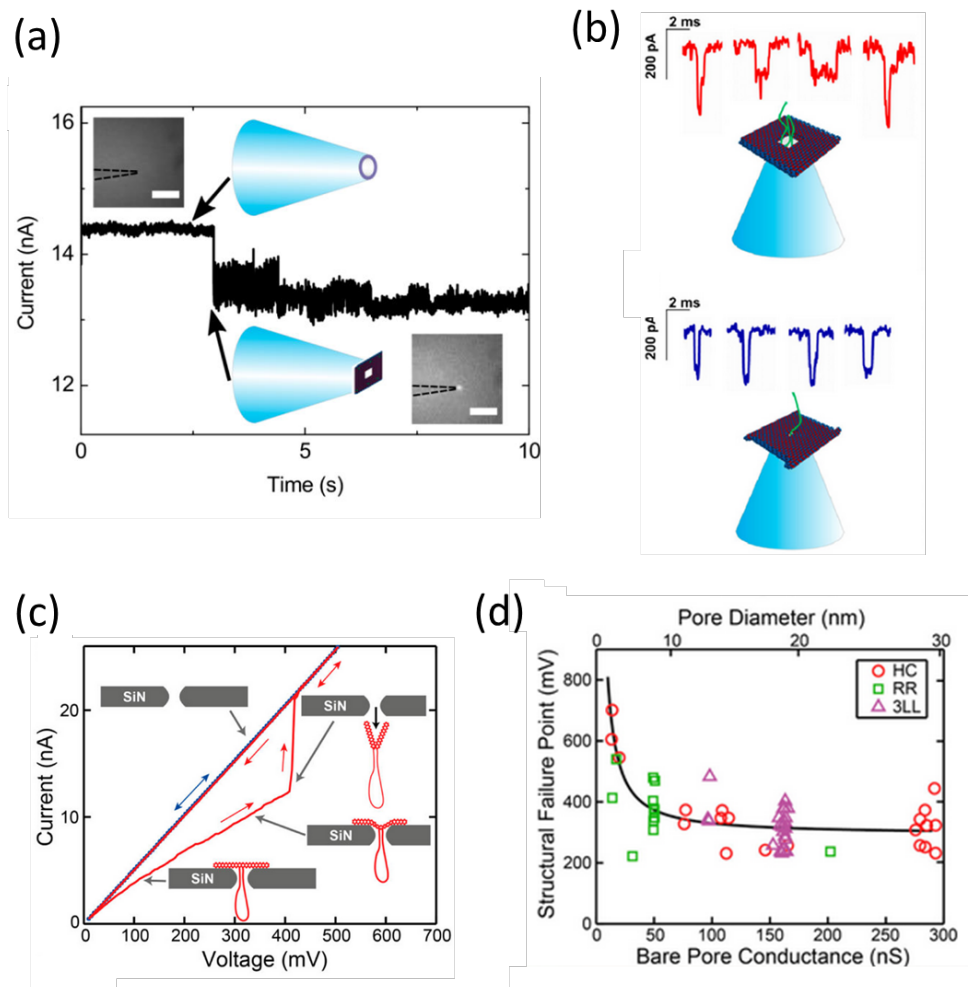 (a)
16
14
12
Current (nA)
0
5
10
Time (s)
(b)
2 ms
200 pA
2 ms
200 pA
(c)
20
10
0
Current (nA)
SiN
SiN
SiN
SiN
0 100 200 300 400 500 600 700
Voltage (mV)
(d)
Pore Diameter (nm)
0 10 20 30
Structural Failure Point (mV)
800
600
400
200
0
HC
RR
3LL
0 50 100 150 200 250 300
Bare Pore Conductance (nS)